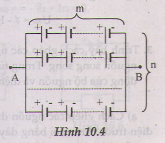 m
+ - + - + -
A
B
n
+ - + - + -
+ - + - + -
Hình 10.4